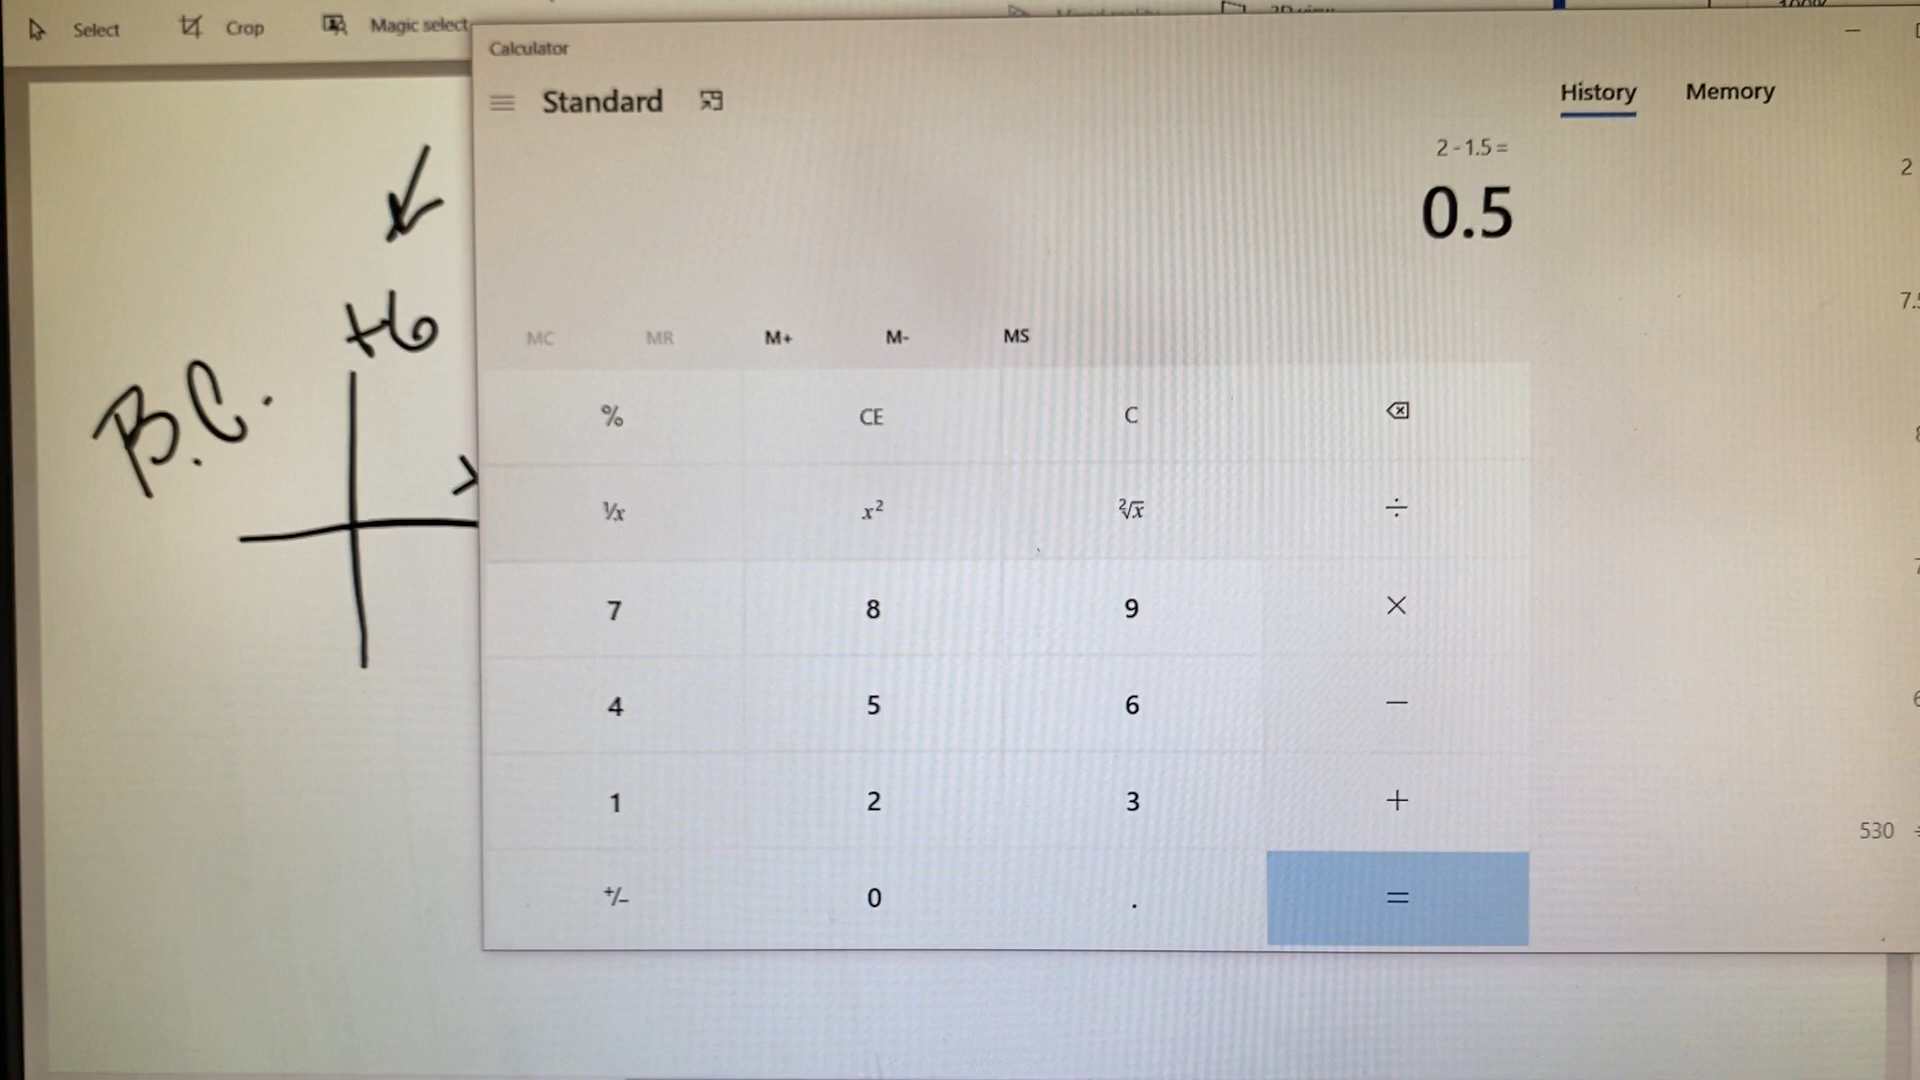 Select Crop Magic select
Calculator
Standard
History Memory
2 - 1.5 =
0.5
2
MC MR M+ M- MS
% CE C
¹/x x² ²√x ÷
7 8 9 ×
4 5 6 −
1 2 3 +
+/− 0 . =
530 ÷
+6
B.C.